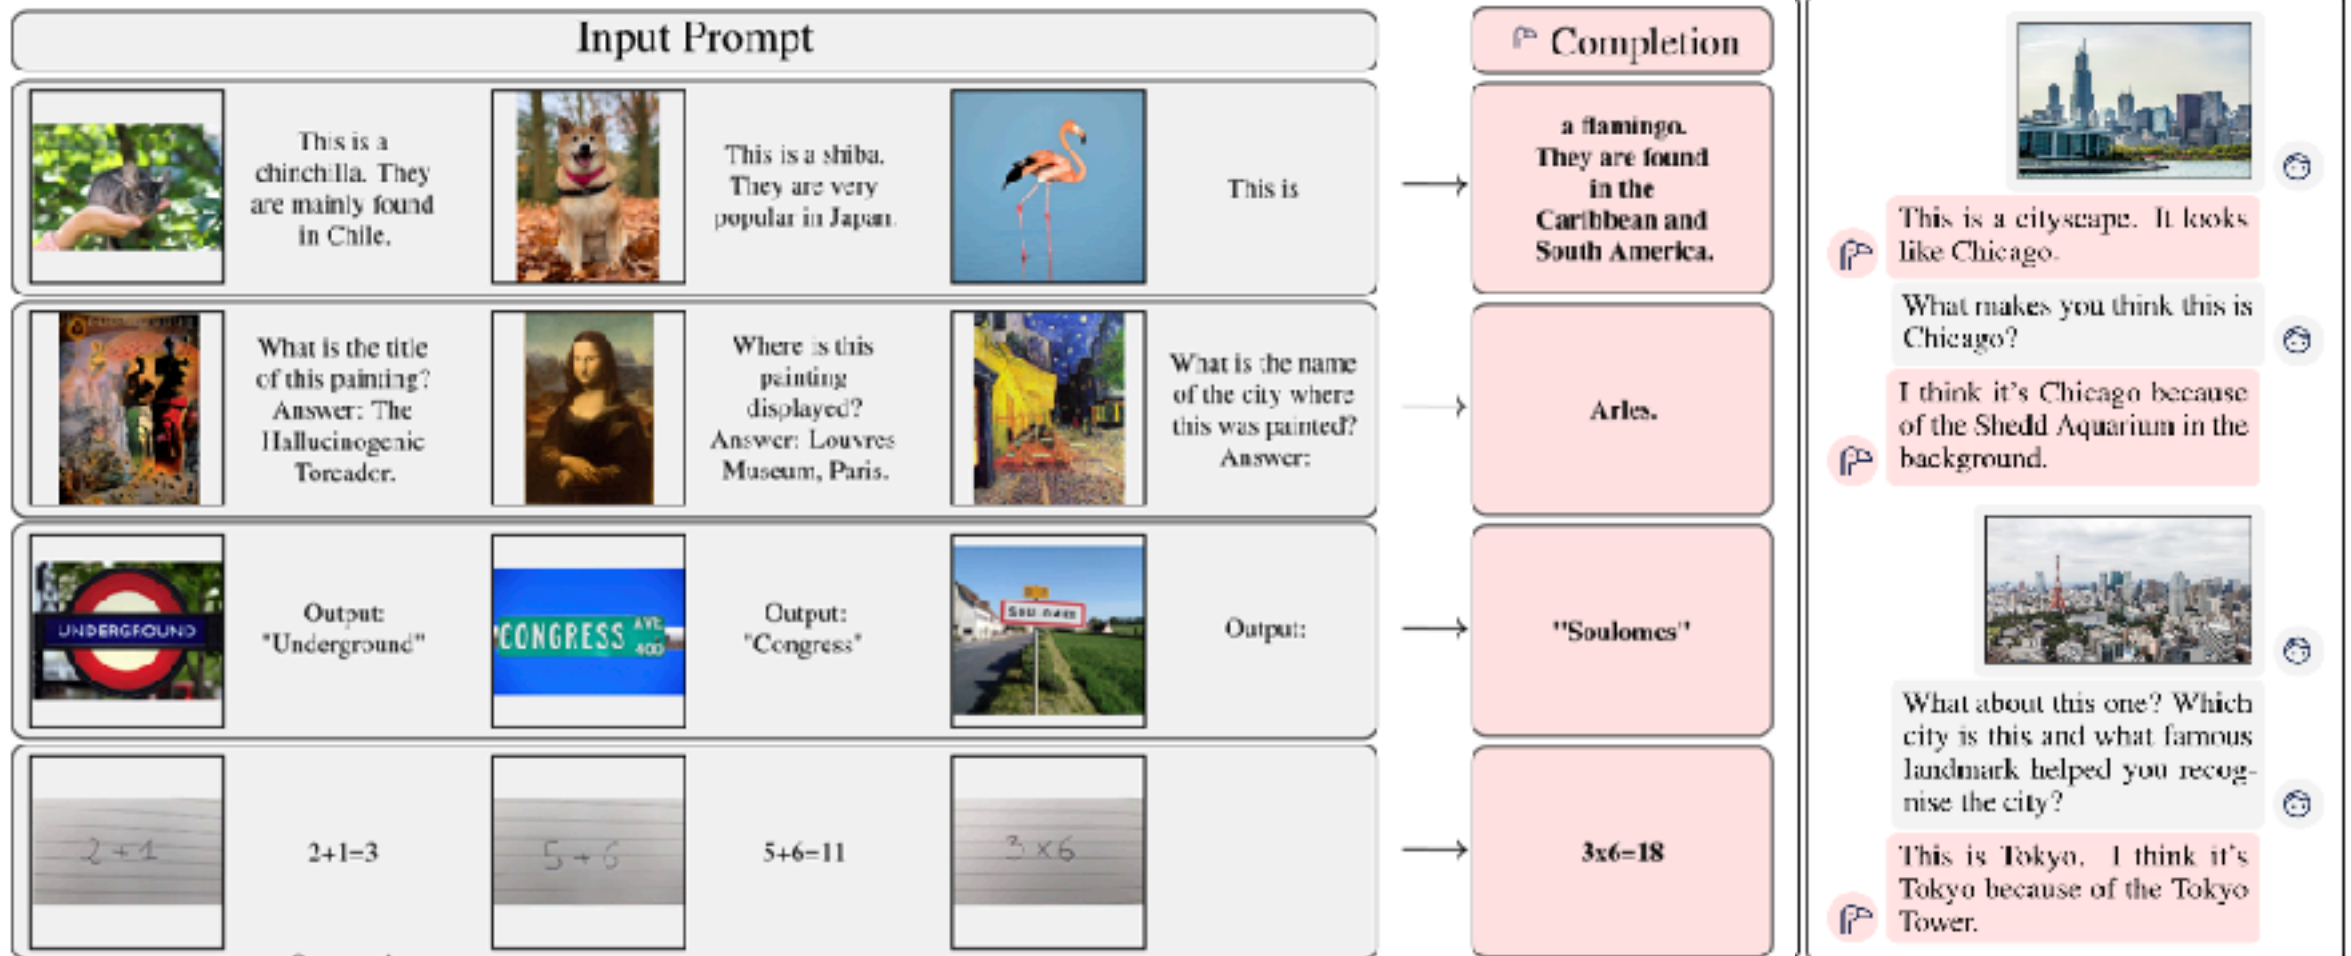 Input Prompt
Completion
This is a
chinchilla. They
are mainly found
in Chile.
This is a shiba.
They are very
popular in Japan.
This is
a flamingo.
They are found
in the
Caribbean and
South America.
What is the title
of this painting?
Answer: The
Hallucinogenic
Toreador.
Where is this
painting
displayed?
Answer: Louvres
Museum, Paris.
What is the name
of the city where
this was painted?
Answer:
Arles.
UNDERGROUND
Output:
"Underground"
CONGRESS AVE
400
Output:
"Congress"
Output:
"Soulomes"
2+1
2+1=3
5+6
5+6=11
3×6
3x6=18
This is a cityscape. It looks
like Chicago.
What makes you think this is
Chicago?
I think it's Chicago because
of the Shedd Aquarium in the
background.
What about this one? Which
city is this and what famous
landmark helped you recog-
nise the city?
This is Tokyo. I think it's
Tokyo because of the Tokyo
Tower.